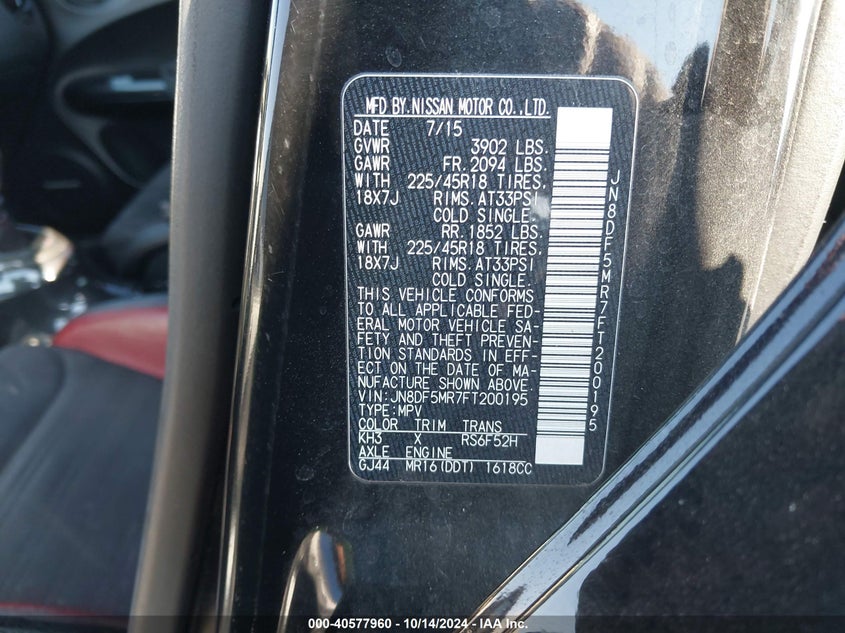 MFD BY.NISSAN MOTOR CO.,LTD.
DATE 7/15
GVWR 3902 LBS.
GAWR FR.2094 LBS.
WITH 225/45R18 TIRES,
18X7J RIMS.AT33PSI
COLD SINGLE.
GAWR RR.1852 LBS.
WITH 225/45R18 TIRES,
18X7J RIMS.AT33PSI
COLD SINGLE.
THIS VEHICLE CONFORMS
TO ALL APPLICABLE FED-
ERAL MOTOR VEHICLE SA-
FETY AND THEFT PREVEN-
TION STANDARDS IN EFF-
ECT ON THE DATE OF MA-
NUFACTURE SHOWN ABOVE.
VIN:JN8DF5MR7FT200195
TYPE:MPV
COLOR TRIM TRANS
KH3 X RS6F52H
AXLE ENGINE
GJ44 MR16(DDT) 1618CC
JN8DF5MR7FT200195
000-40577960 - 10/14/2024 - IAA Inc.